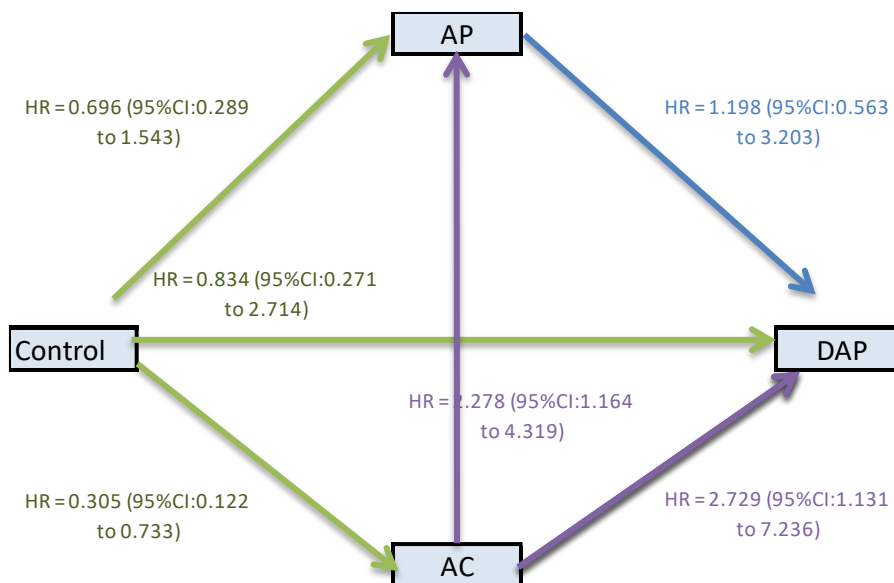 AP
HR = 0.696 (95%CI:0.289
to 1.543)
HR = 1.198 (95%CI:0.563
to 3.203)
HR = 0.834 (95%CI:0.271
to 2.714)
Control
DAP
HR = 2.278 (95%CI:1.164
to 4.319)
HR = 0.305 (95%CI:0.122
to 0.733)
HR = 2.729 (95%CI:1.131
to 7.236)
AC